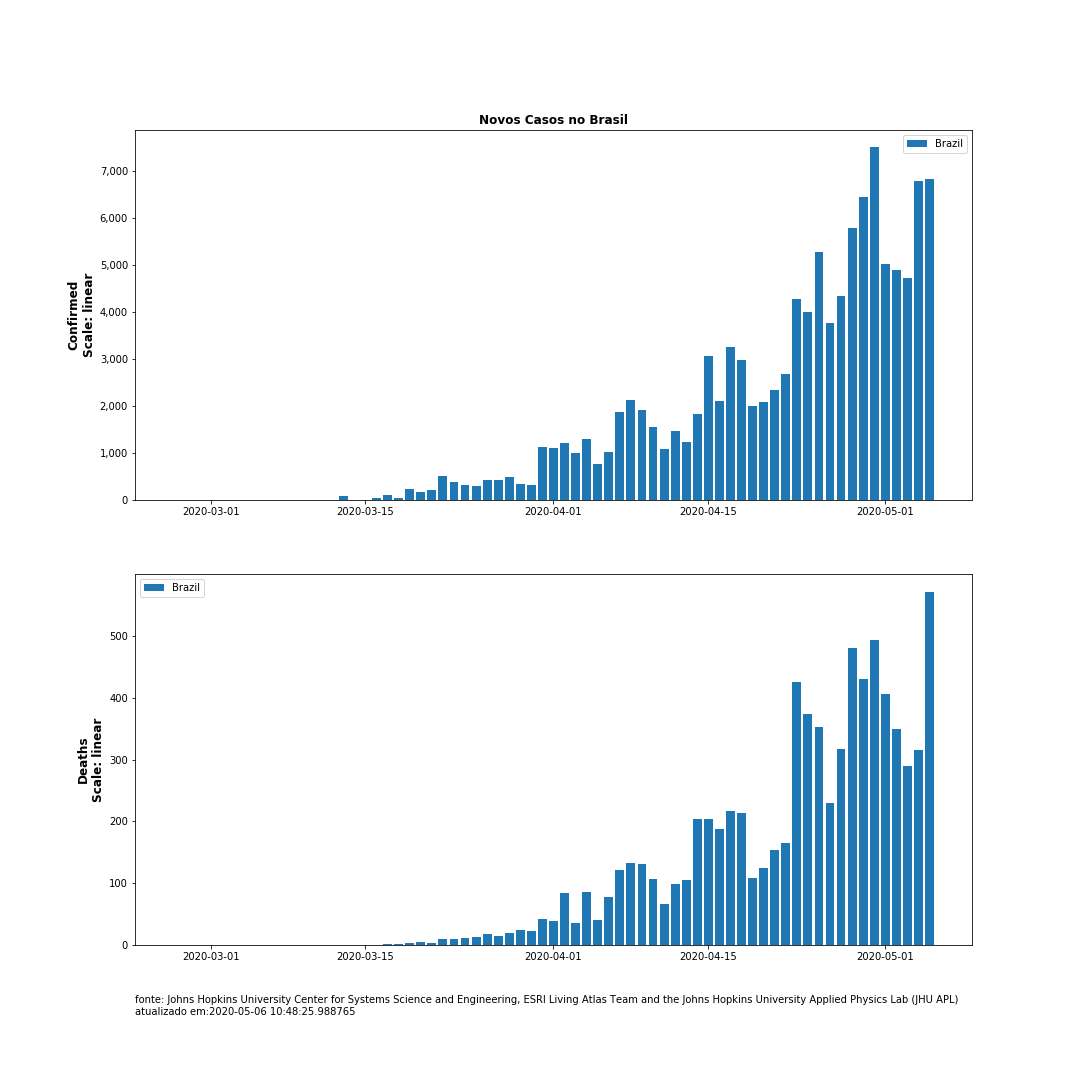 Novos Casos no Brasil
Brazil
7,000
6,000
5,000
4,000
3,000
2,000
1,000
0
Confirmed
Scale: linear
2020-03-01 2020-03-15 2020-04-01 2020-04-15 2020-05-01
Brazil
500
400
300
200
100
0
Deaths
Scale: linear
2020-03-01 2020-03-15 2020-04-01 2020-04-15 2020-05-01
fonte: Johns Hopkins University Center for Systems Science and Engineering, ESRI Living Atlas Team and the Johns Hopkins University Applied Physics Lab (JHU APL)
atualizado em:2020-05-06 10:48:25.988765